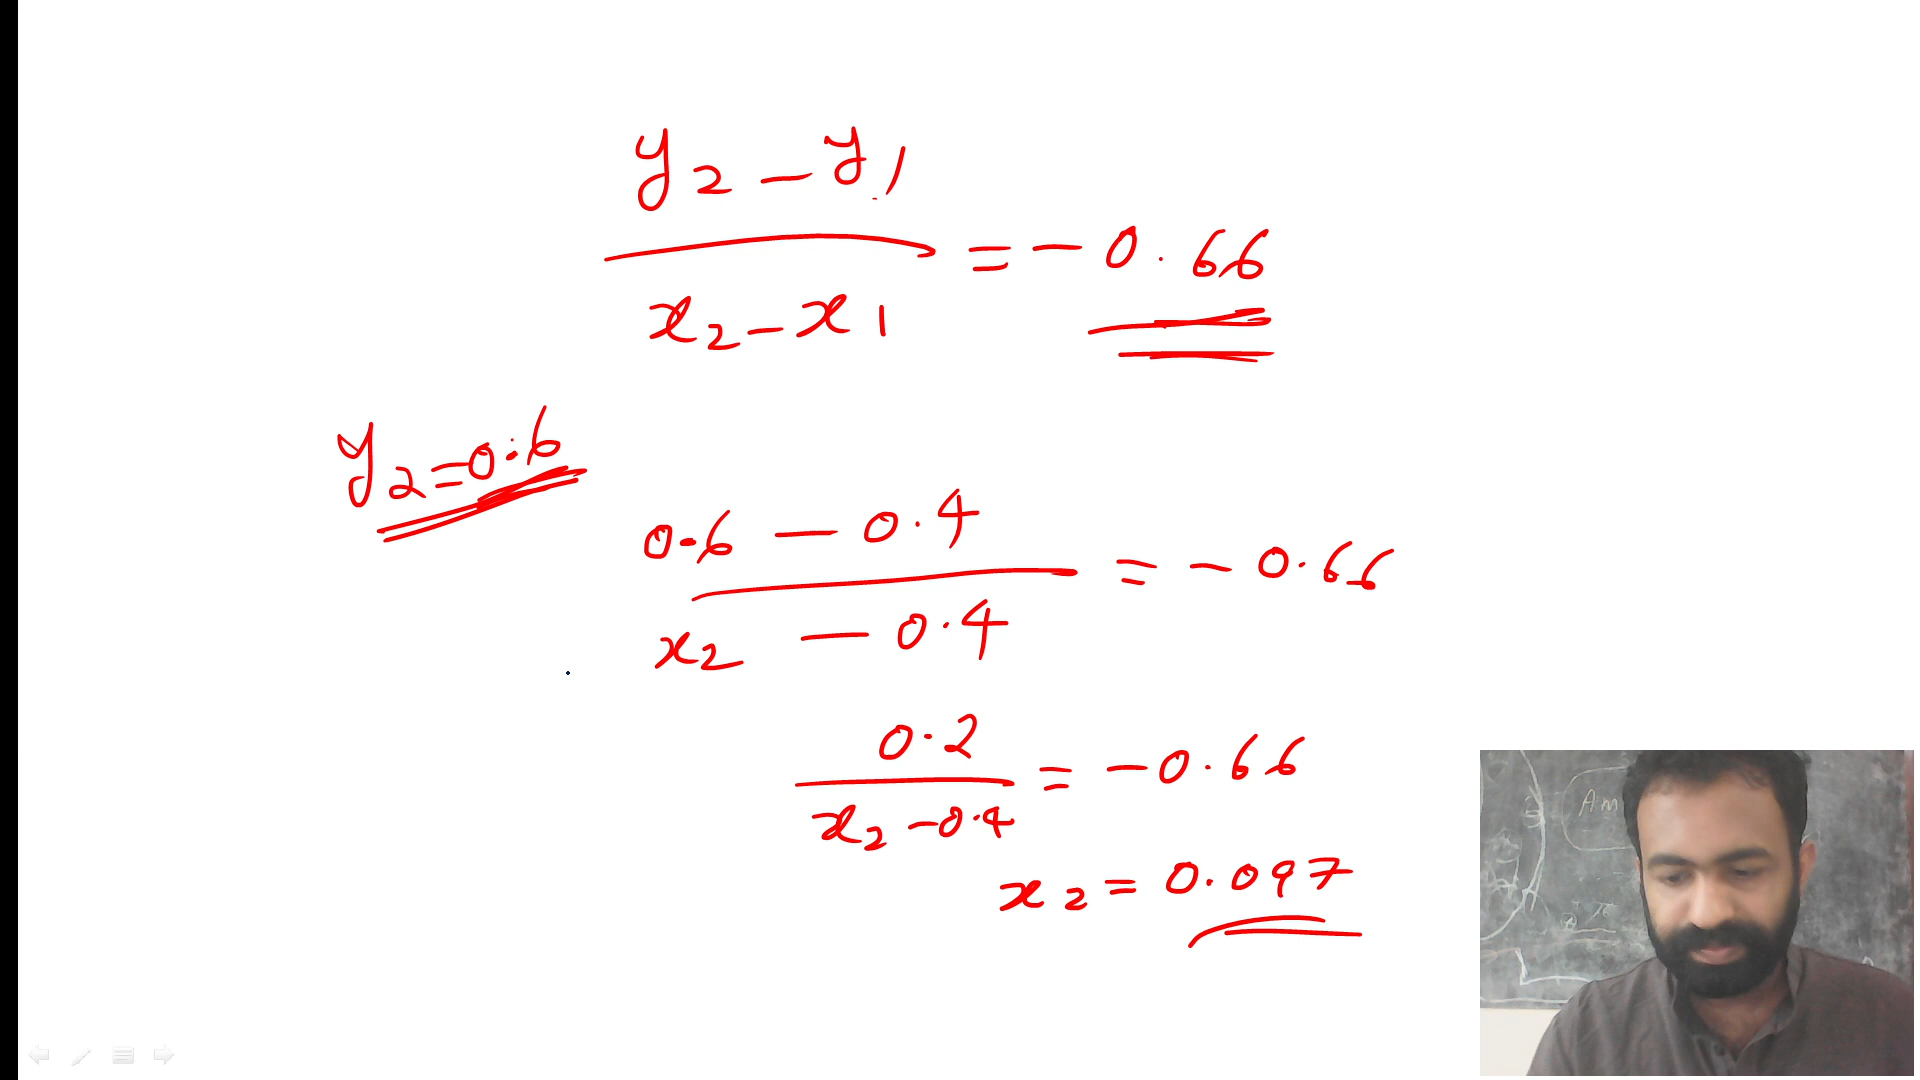 y₂ - y₁
= - 0.66
x₂ - x₁
y₂ = 0.6
0.6 - 0.4
= - 0.66
x₂ - 0.4
0.2
= - 0.66
x₂ - 0.4
x₂ = 0.097
Am